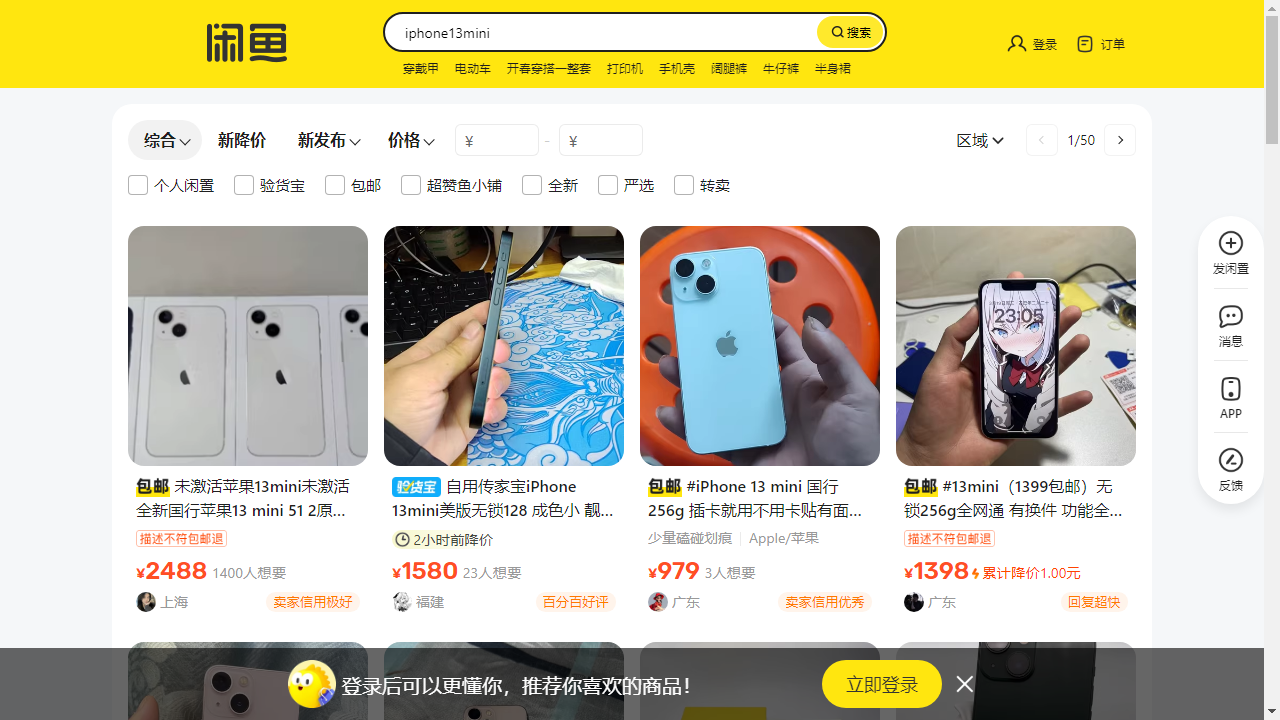 闲鱼
iphone13mini
搜索
登录
订单
穿戴甲 电动车 开春穿搭一整套 打印机 手机壳 阔腿裤 牛仔裤 半身裙
综合 新降价 新发布 价格 ¥ - ¥ 区域 1/50
个人闲置 验货宝 包邮 超赞鱼小铺 全新 严选 转卖
发闲置
消息
APP
反馈
23:05
包邮 未激活苹果13mini未激活
全新国行苹果13 mini 51 2原...
描述不符包邮退
¥2488 1400人想要
上海 卖家信用极好
验货宝 自用传家宝iPhone
13mini美版无锁128 成色小 靓...
2小时前降价
¥1580 23人想要
福建 百分百好评
包邮 #iPhone 13 mini 国行
256g 插卡就用不用卡贴有面...
少量磕碰划痕 | Apple/苹果
¥979 3人想要
广东 卖家信用优秀
包邮 #13mini（1399包邮）无
锁256g全网通 有换件 功能全...
描述不符包邮退
¥1398 累计降价1.00元
广东 回复超快
登录后可以更懂你，推荐你喜欢的商品！
立即登录